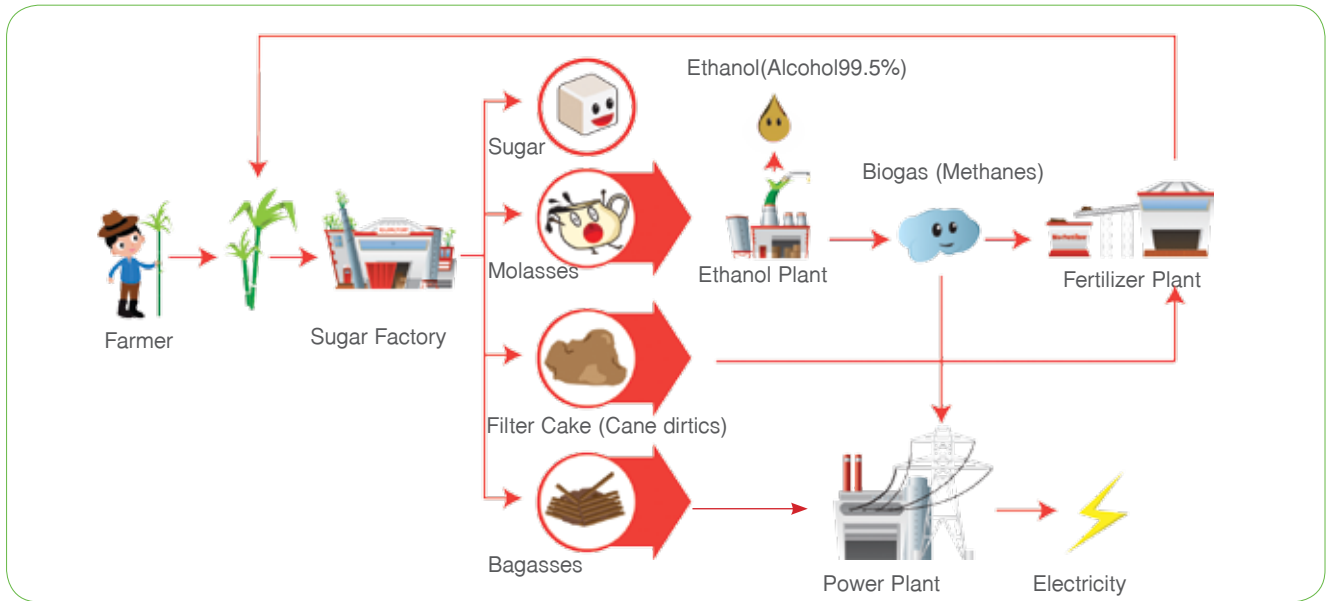 Ethanol(Alcohol99.5%)
Sugar
Biogas (Methanes)
Molasses
Ethanol Plant
Fertilizer Plant
Farmer
Sugar Factory
Filter Cake (Cane dirtics)
Bagasses
Power Plant
Electricity